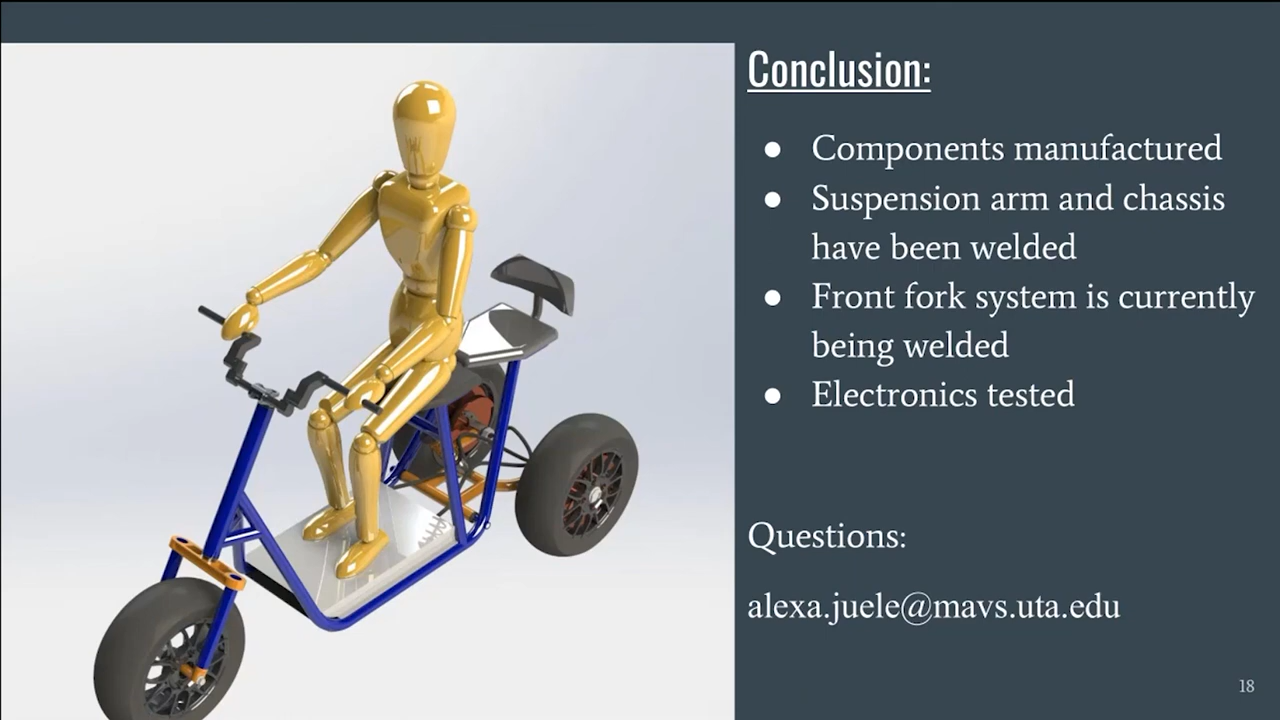 Conclusion:
● Components manufactured
● Suspension arm and chassis
have been welded
● Front fork system is currently
being welded
● Electronics tested
Questions:
alexa.juele@mavs.uta.edu
18